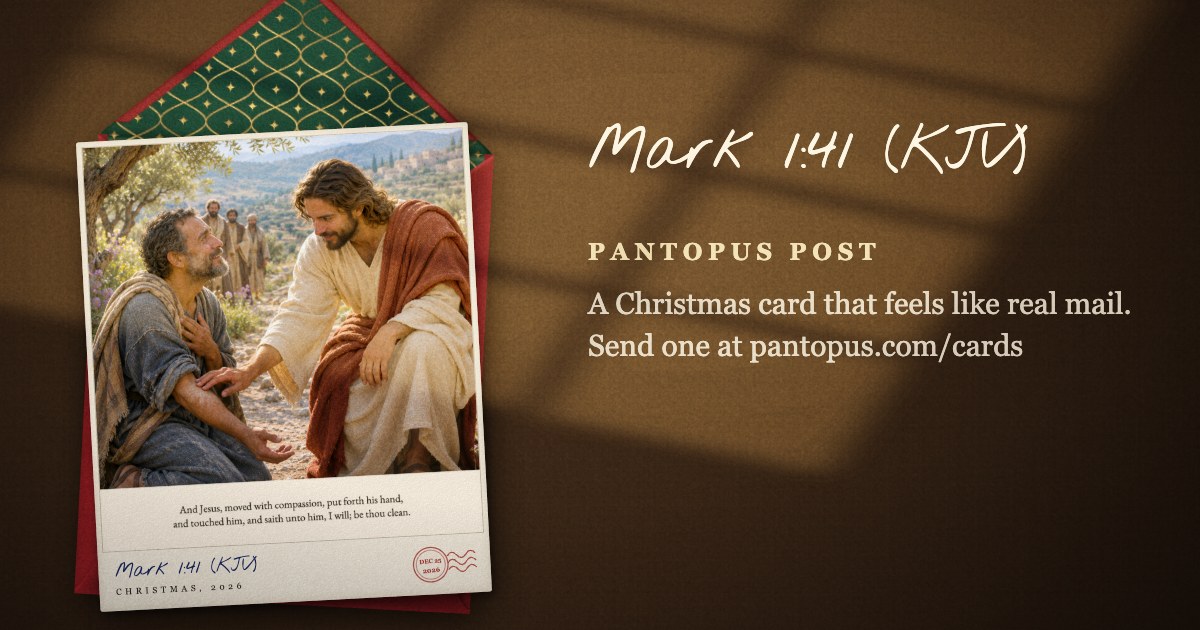 Mark 1:41 (KJV)
PANTOPUS POST
A Christmas card that feels like real mail.
Send one at pantopus.com/cards
And Jesus, moved with compassion, put forth his hand,
and touched him, and saith unto him, I will; be thou clean.
Mark 1:41 (KJV)
CHRISTMAS, 2026
DEC 25
2026